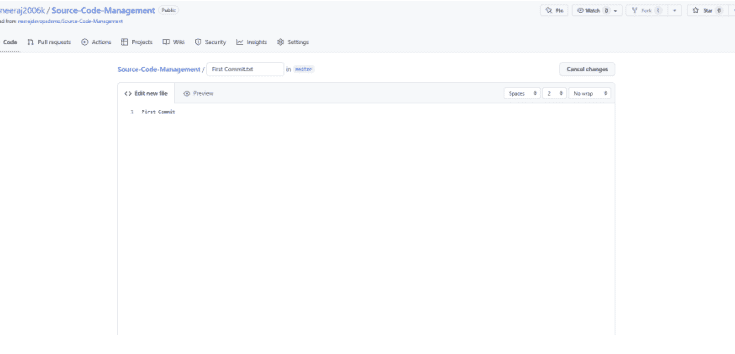 neeraj2006k / Source-Code-Management Public
Pin Watch 0 Fork 1 Star 0
Code Pull requests Actions Projects Wiki Security Insights Settings
Source-Code-Management / First Commit.txt in master Cancel changes
Edit new file Preview Spaces 2 No wrap
1 First Commit